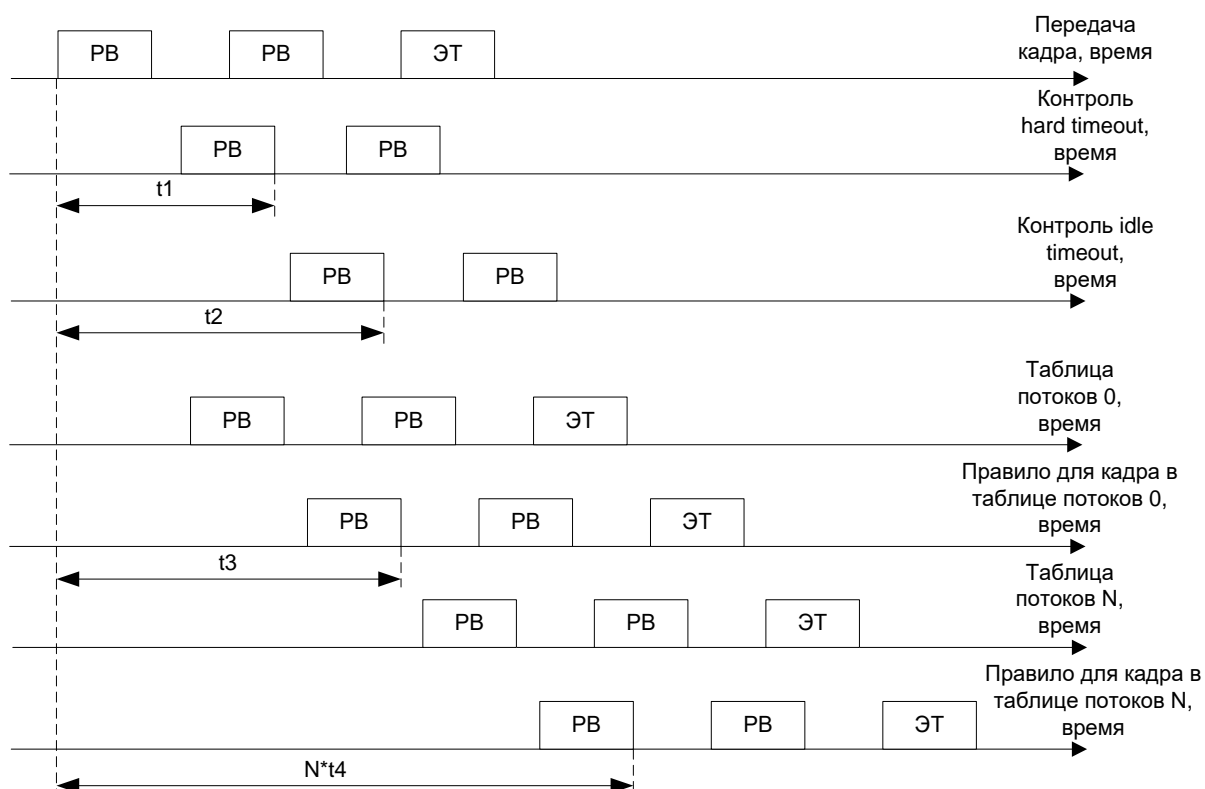 Передача
кадра, время
РВ РВ ЭТ
Контроль
hard timeout,
время
РВ РВ
t1
Контроль idle
timeout,
время
РВ РВ
t2
Таблица
потоков 0,
время
РВ РВ ЭТ
Правило для кадра в
таблице потоков 0,
время
РВ РВ ЭТ
t3
Таблица
потоков N,
время
РВ РВ ЭТ
Правило для кадра в
таблице потоков N,
время
РВ РВ ЭТ
N*t4